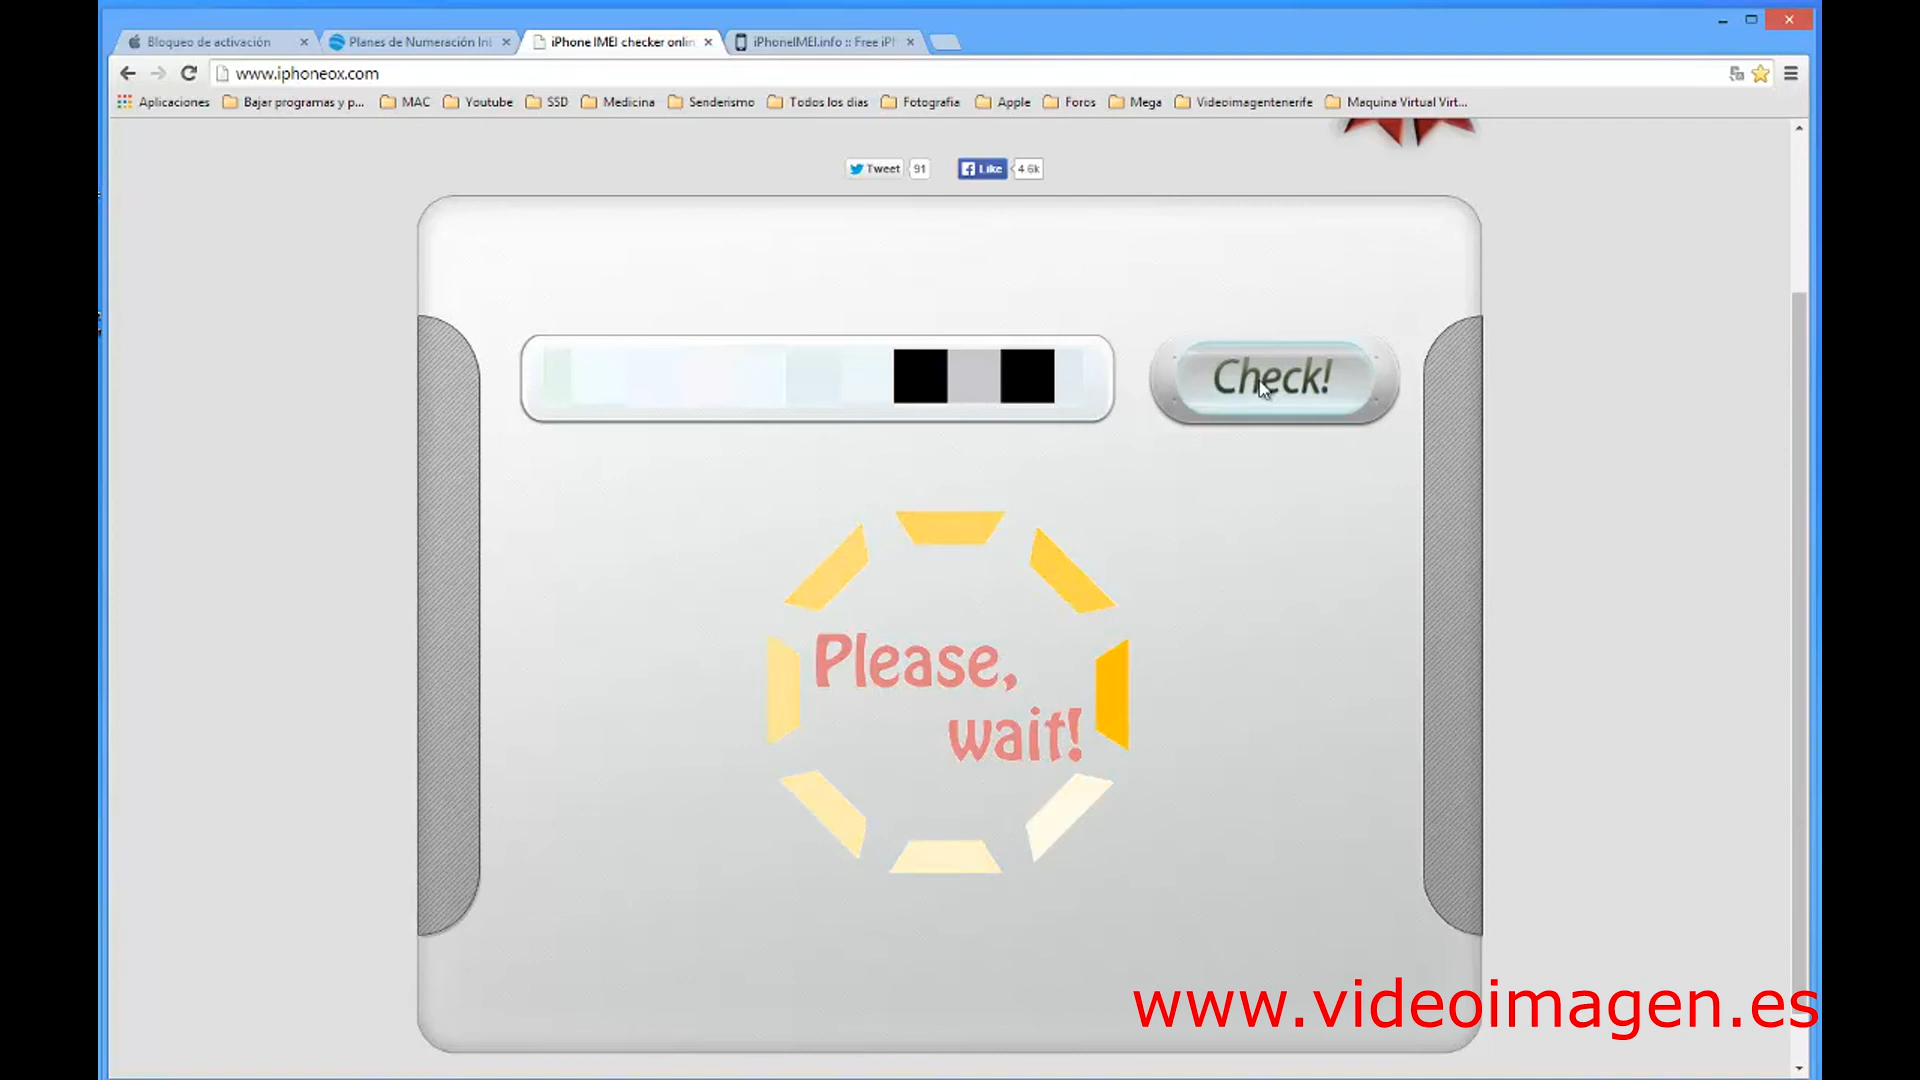 Bloqueo de activación
Planes de Numeración Int
iPhone IMEI checker onlin
iPhoneIMEI.info :: Free iPh
www.iphoneox.com
Aplicaciones
Bajar programas y p...
MAC
Youtube
SSD
Medicina
Senderismo
Todos los dias
Fotografia
Apple
Foros
Mega
Videoimagentenerife
Maquina Virtual Virt...
Tweet 91
Like 4.6k
Check!
Please,
wait!
www.videoimagen.es